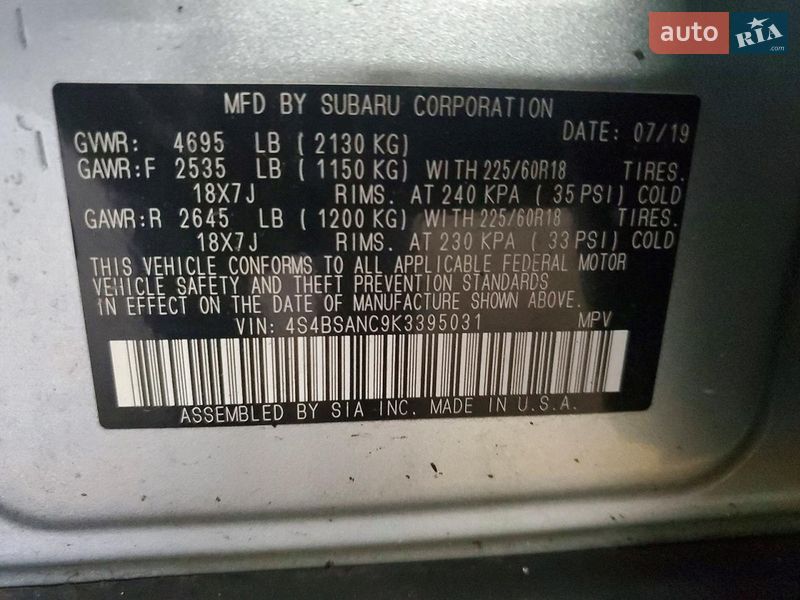 auto RIA .com
MFD BY SUBARU CORPORATION
GVWR: 4695 LB ( 2130 KG) DATE: 07/19
GAWR:F 2535 LB ( 1150 KG) WITH 225/60R18 TIRES.
18X7J RIMS. AT 240 KPA ( 35 PSI) COLD
GAWR:R 2645 LB ( 1200 KG) WITH 225/60R18 TIRES.
18X7J RIMS. AT 230 KPA ( 33 PSI) COLD
THIS VEHICLE CONFORMS TO ALL APPLICABLE FEDERAL MOTOR
VEHICLE SAFETY AND THEFT PREVENTION STANDARDS
IN EFFECT ON THE DATE OF MANUFACTURE SHOWN ABOVE.
VIN: 4S4BSANC9K3395031 MPV
ASSEMBLED BY SIA INC. MADE IN U.S.A.